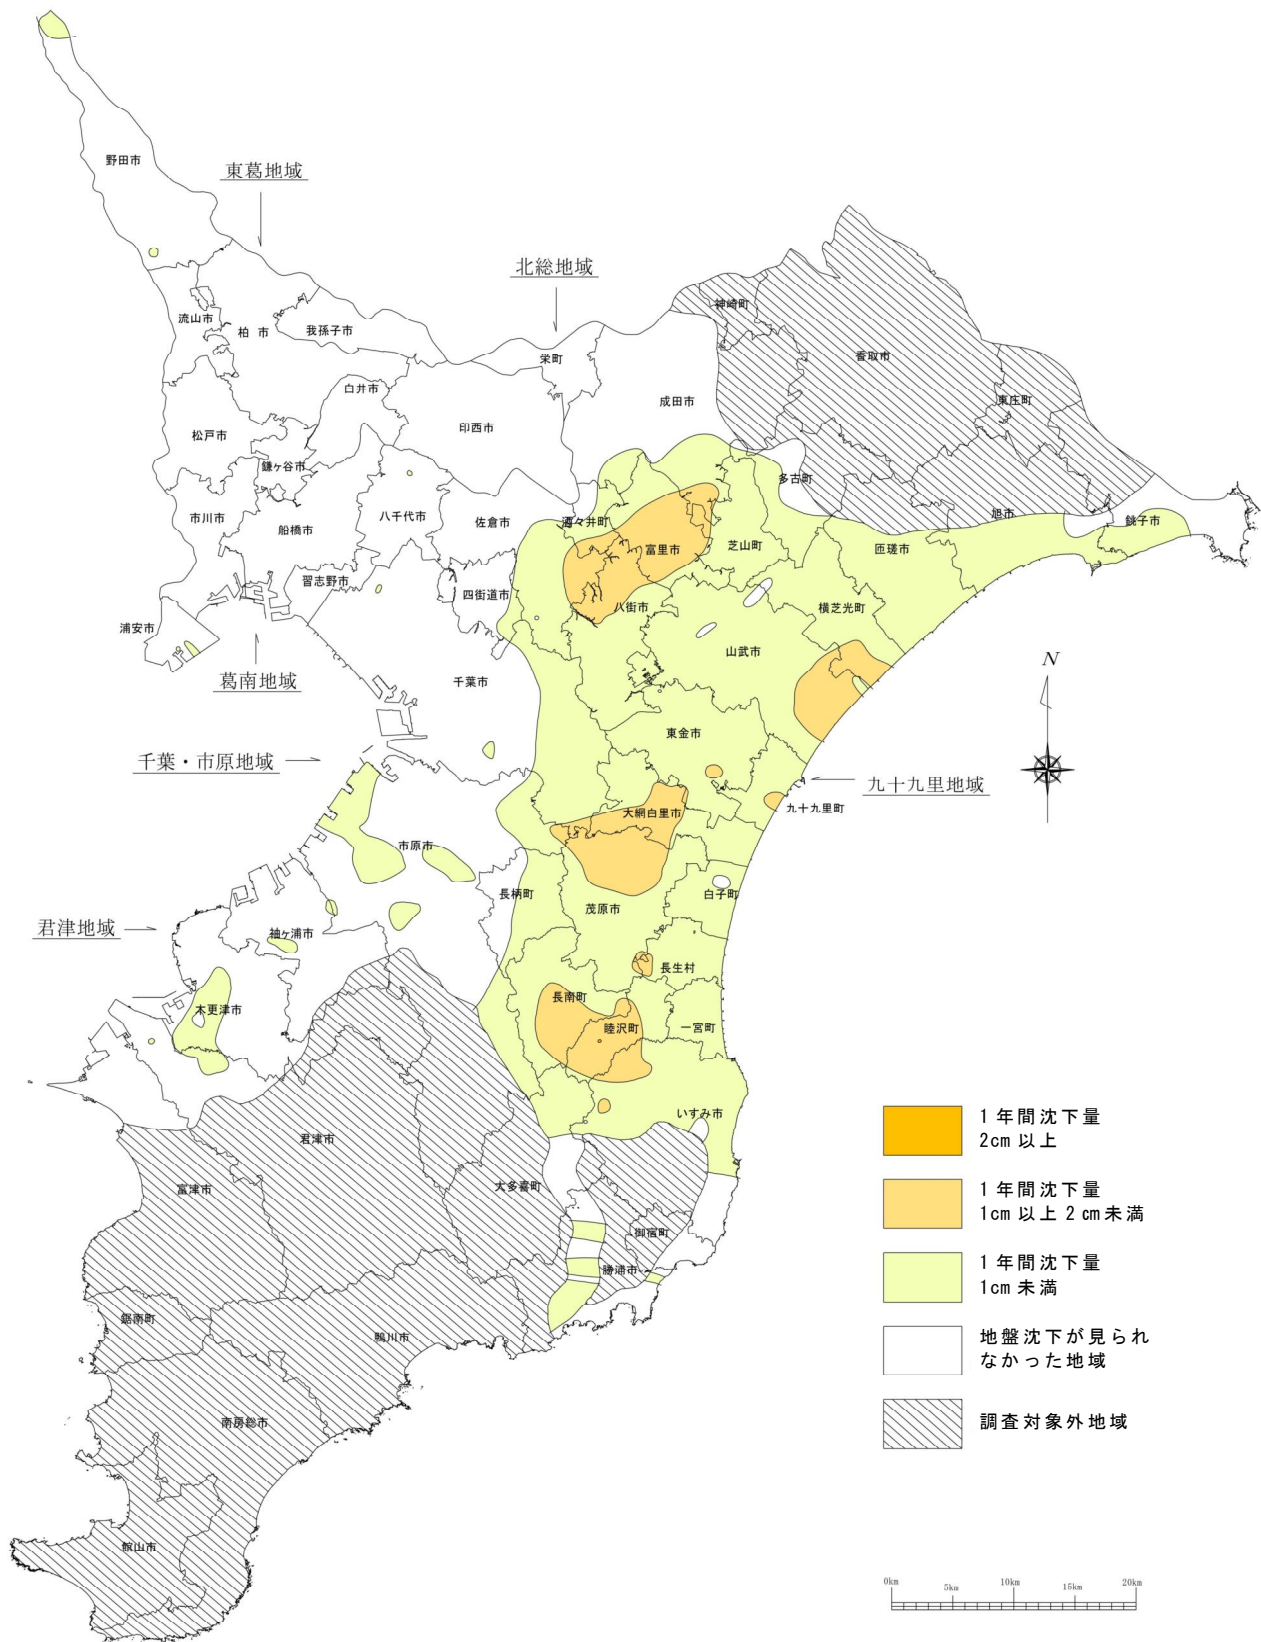 野田市
東葛地域
北総地域
神崎町
流山市
柏 市
我孫子市
栄町
香取市
白井市
成田市
東庄町
松戸市
印西市
鎌ヶ谷市
多古町
市川市
船橋市
八千代市
佐倉市
酒々井町
旭市
銚子市
富里市
芝山町
匝瑳市
習志野市
四街道市
八街市
横芝光町
浦安市
山武市
葛南地域
千葉市
N
東金市
千葉・市原地域
九十九里地域
大網白里市
九十九里町
市原市
長柄町
茂原市
白子町
君津地域
袖ヶ浦市
長生村
長南町
木更津市
睦沢町
一宮町
いすみ市
1年間沈下量
2cm以上
君津市
富津市
大多喜町
1年間沈下量
1cm以上2cm未満
御宿町
勝浦市
1年間沈下量
1cm未満
鋸南町
鴨川市
地盤沈下が見られ
なかった地域
南房総市
調査対象外地域
館山市
0km
5km
10km
15km
20km